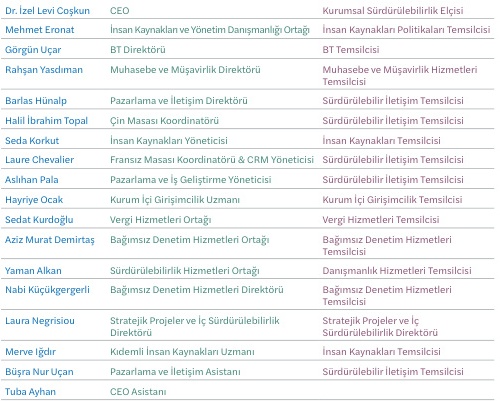 Dr. İzel Levi Coşkun CEO Kurumsal Sürdürülebilirlik Elçisi
Mehmet Eronat İnsan Kaynakları ve Yönetim Danışmanlığı Ortağı İnsan Kaynakları Politikaları Temsilcisi
Görgün Uçar BT Direktörü BT Temsilcisi
Rahşan Yasdıman Muhasebe ve Müşavirlik Direktörü Muhasebe ve Müşavirlik Hizmetleri
Temsilcisi
Barlas Hünalp Pazarlama ve İletişim Direktörü Sürdürülebilir İletişim Temsilcisi
Halil İbrahim Topal Çin Masası Koordinatörü Sürdürülebilir İletişim Temsilcisi
Seda Korkut İnsan Kaynakları Yöneticisi İnsan Kaynakları Temsilcisi
Laure Chevalier Fransız Masası Koordinatörü & CRM Yöneticisi Sürdürülebilir İletişim Temsilcisi
Aslıhan Pala Pazarlama ve İş Geliştirme Yöneticisi Sürdürülebilir İletişim Temsilcisi
Hayriye Ocak Kurum İçi Girişimcilik Uzmanı Kurum İçi Girişimcilik Temsilcisi
Sedat Kurdoğlu Vergi Hizmetleri Ortağı Vergi Hizmetleri Temsilcisi
Aziz Murat Demirtaş Bağımsız Denetim Hizmetleri Ortağı Bağımsız Denetim Hizmetleri
Temsilcisi
Yaman Alkan Sürdürülebilirlik Hizmetleri Ortağı Danışmanlık Hizmetleri Temsilcisi
Nabi Küçükgergerli Bağımsız Denetim Hizmetleri Direktörü Bağımsız Denetim Hizmetleri
Temsilcisi
Laura Negrisiou Stratejik Projeler ve İç Sürdürülebilirlik Stratejik Projeler ve İç
Direktörü Sürdürülebilirlik Direktörü
Merve Iğdır Kıdemli İnsan Kaynakları Uzmanı İnsan Kaynakları Temsilcisi
Büşra Nur Uçan Pazarlama ve İletişim Asistanı Sürdürülebilir İletişim Temsilcisi
Tuba Ayhan CEO Asistanı